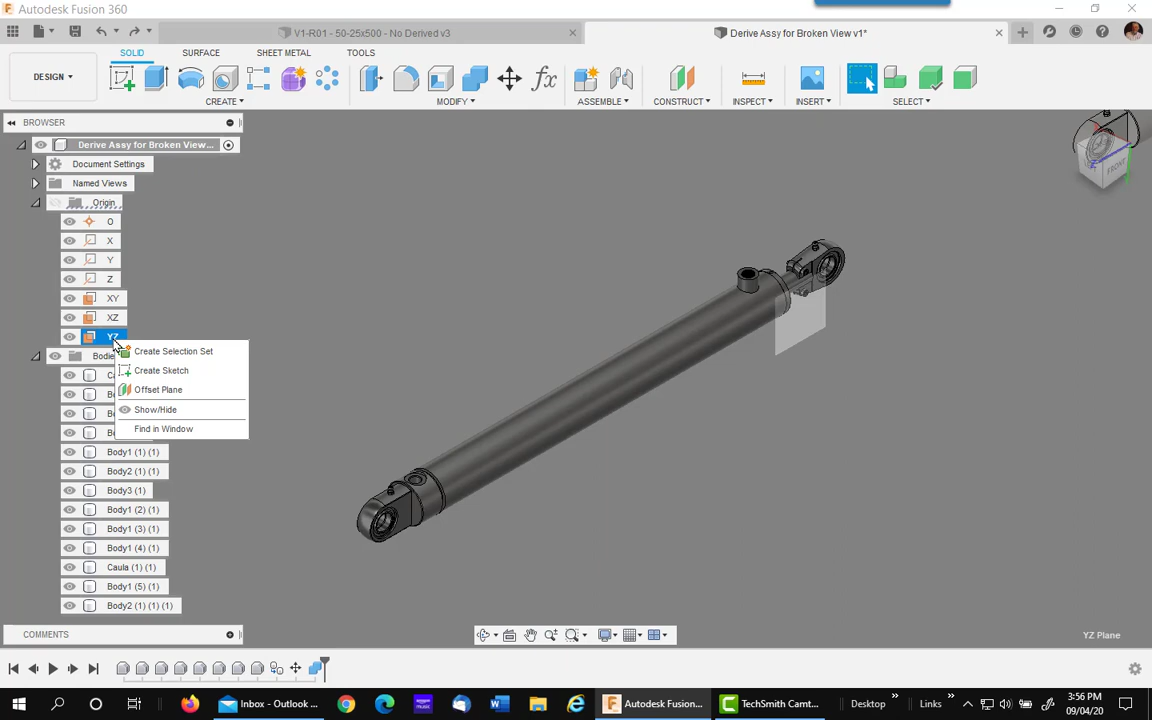 Autodesk Fusion 360
V1-R01 - 50-25x500 - No Derived v3
Derive Assy for Broken View v1*
DESIGN
SOLID
SURFACE
SHEET METAL
TOOLS
CREATE
MODIFY
ASSEMBLE
CONSTRUCT
INSPECT
INSERT
SELECT
BROWSER
Derive Assy for Broken View...
Document Settings
Named Views
Origin
O
X
Y
Z
XY
XZ
YZ
Create Selection Set
Create Sketch
Offset Plane
Show/Hide
Find in Window
Body1 (1) (1)
Body2 (1) (1)
Body3 (1)
Body1 (2) (1)
Body1 (3) (1)
Body1 (4) (1)
Caula (1) (1)
Body1 (5) (1)
Body2 (1) (1) (1)
FRONT
Z
COMMENTS
YZ Plane
Inbox - Outlook ...
Autodesk Fusion...
TechSmith Camt...
Desktop
Links
3:56 PM
09/04/20